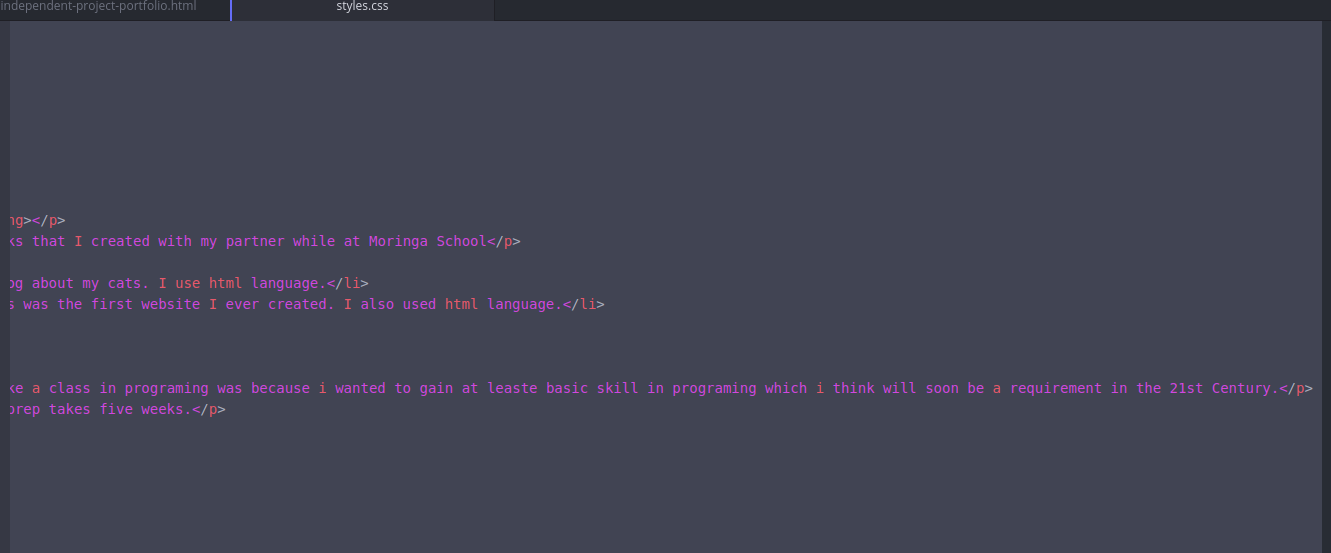 independent-project-portfolio.html styles.css
ng></p>
ks that I created with my partner while at Moringa School</p>
og about my cats. I use html language.</li>
s was the first website I ever created. I also used html language.</li>
ke a class in programing was because i wanted to gain at leaste basic skill in programing which i think will soon be a requirement in the 21st Century.</p>
prep takes five weeks.</p>